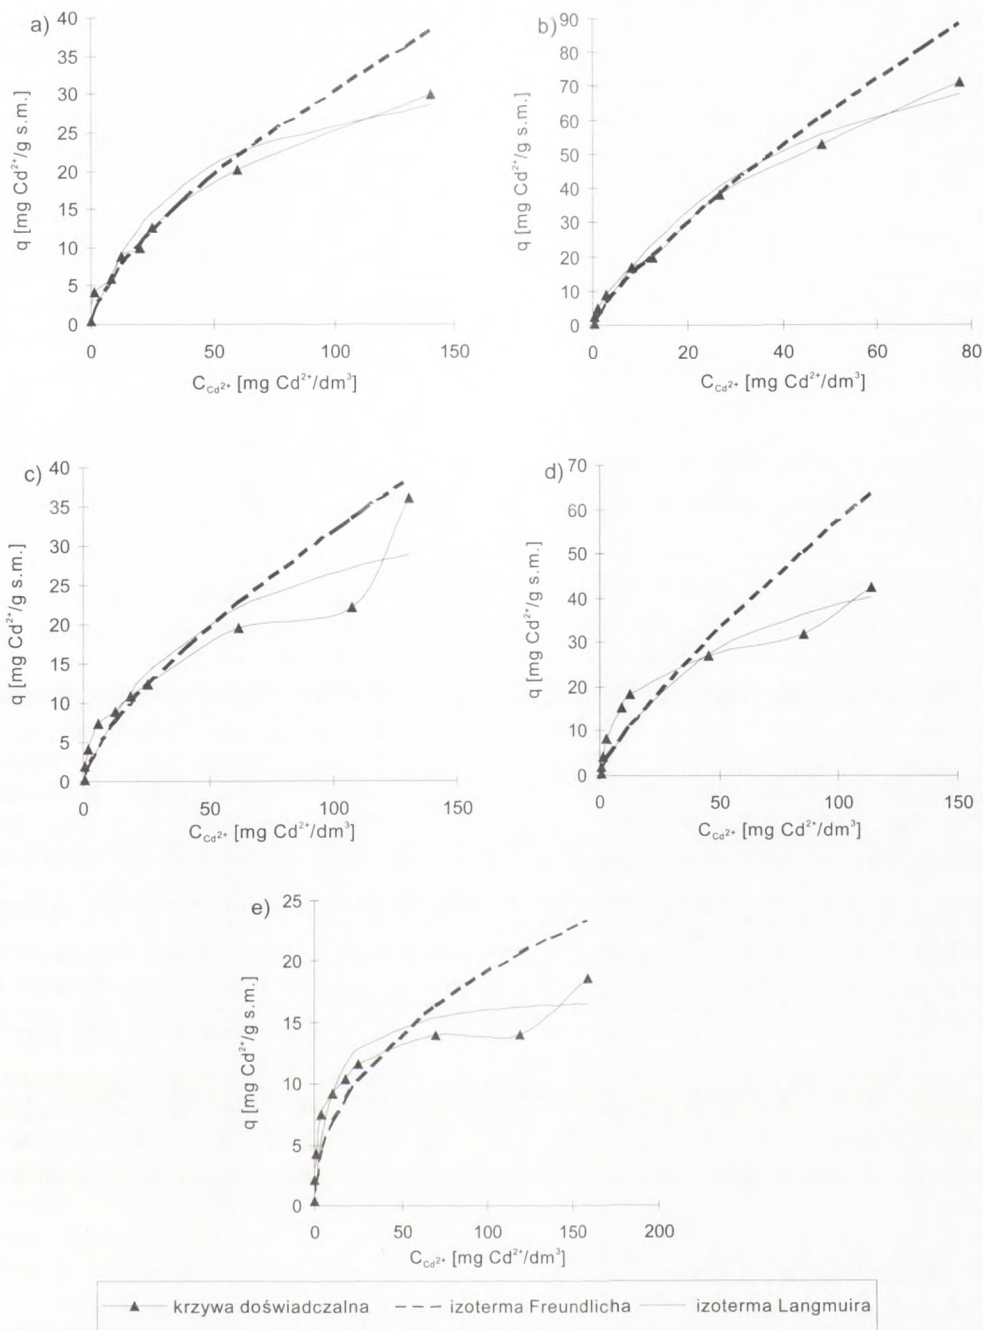 a)
40
35
30
25
20
15
10
5
0
q [mg Cd²⁺/g s.m.]
0 50 100 150
C_Cd²⁺ [mg Cd²⁺/dm³]
b)
90
80
70
60
50
40
30
20
10
0
q [mg Cd²⁺/g s.m.]
0 20 40 60 80
C_Cd²⁺ [mg Cd²⁺/dm³]
c)
40
35
30
25
20
15
10
5
0
q [mg Cd²⁺/g s.m.]
0 50 100 150
C_Cd²⁺ [mg Cd²⁺/dm³]
d)
70
60
50
40
30
20
10
0
q [mg Cd²⁺/g s.m.]
0 50 100 150
C_Cd²⁺ [mg Cd²⁺/dm³]
e)
25
20
15
10
5
0
q [mg Cd²⁺/g s.m.]
0 50 100 150 200
C_Cd²⁺ [mg Cd²⁺/dm³]
krzywa doświadczalna izoterma Freundlicha izoterma Langmuira